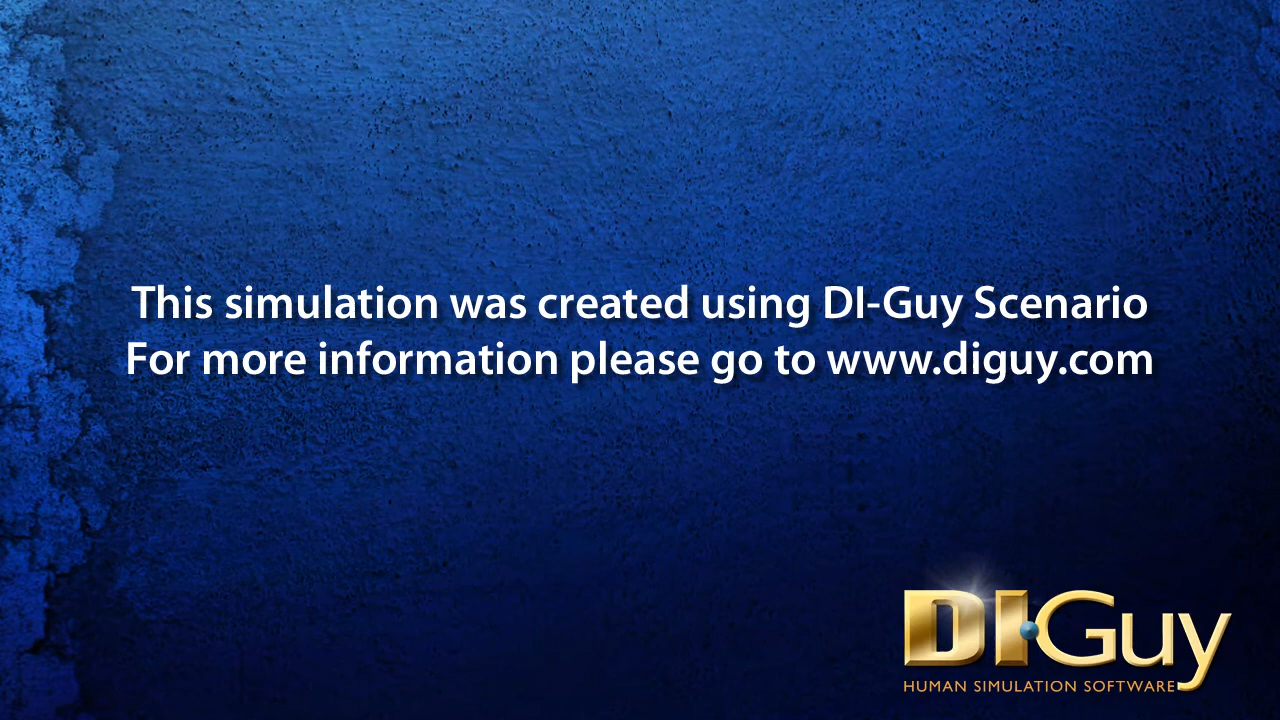 This simulation was created using DI-Guy Scenario
For more information please go to www.diguy.com
DI-Guy
HUMAN SIMULATION SOFTWARE